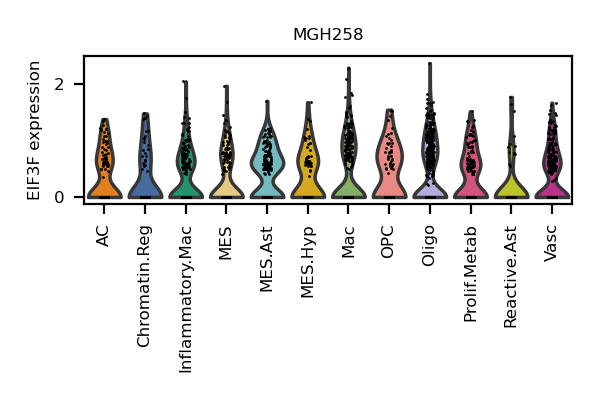 MGH258
EIF3F expression
2
0
AC
Chromatin.Reg
Inflammatory.Mac
MES
MES.Ast
MES.Hyp
Mac
OPC
Oligo
Prolif.Metab
Reactive.Ast
Vasc